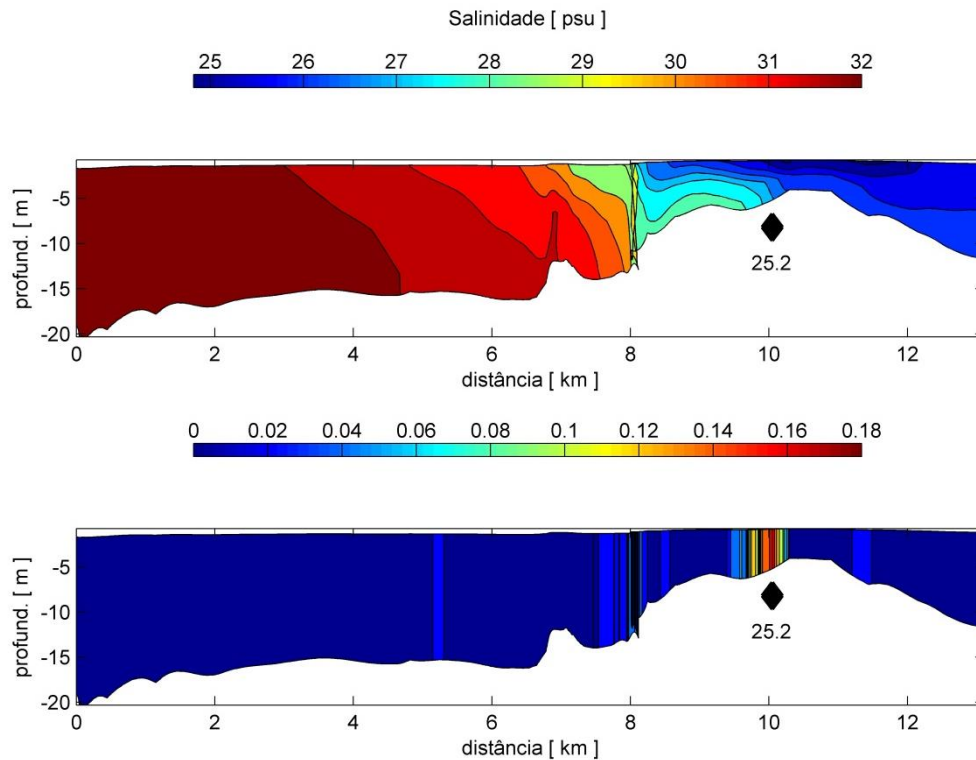 Salinidade [ psu ]
25 26 27 28 29 30 31 32
profund. [ m ]
-5
-10
-15
-20
25.2
0 2 4 6 8 10 12
distância [ km ]
0 0.02 0.04 0.06 0.08 0.1 0.12 0.14 0.16 0.18
profund. [ m ]
-5
-10
-15
-20
25.2
0 2 4 6 8 10 12
distância [ km ]